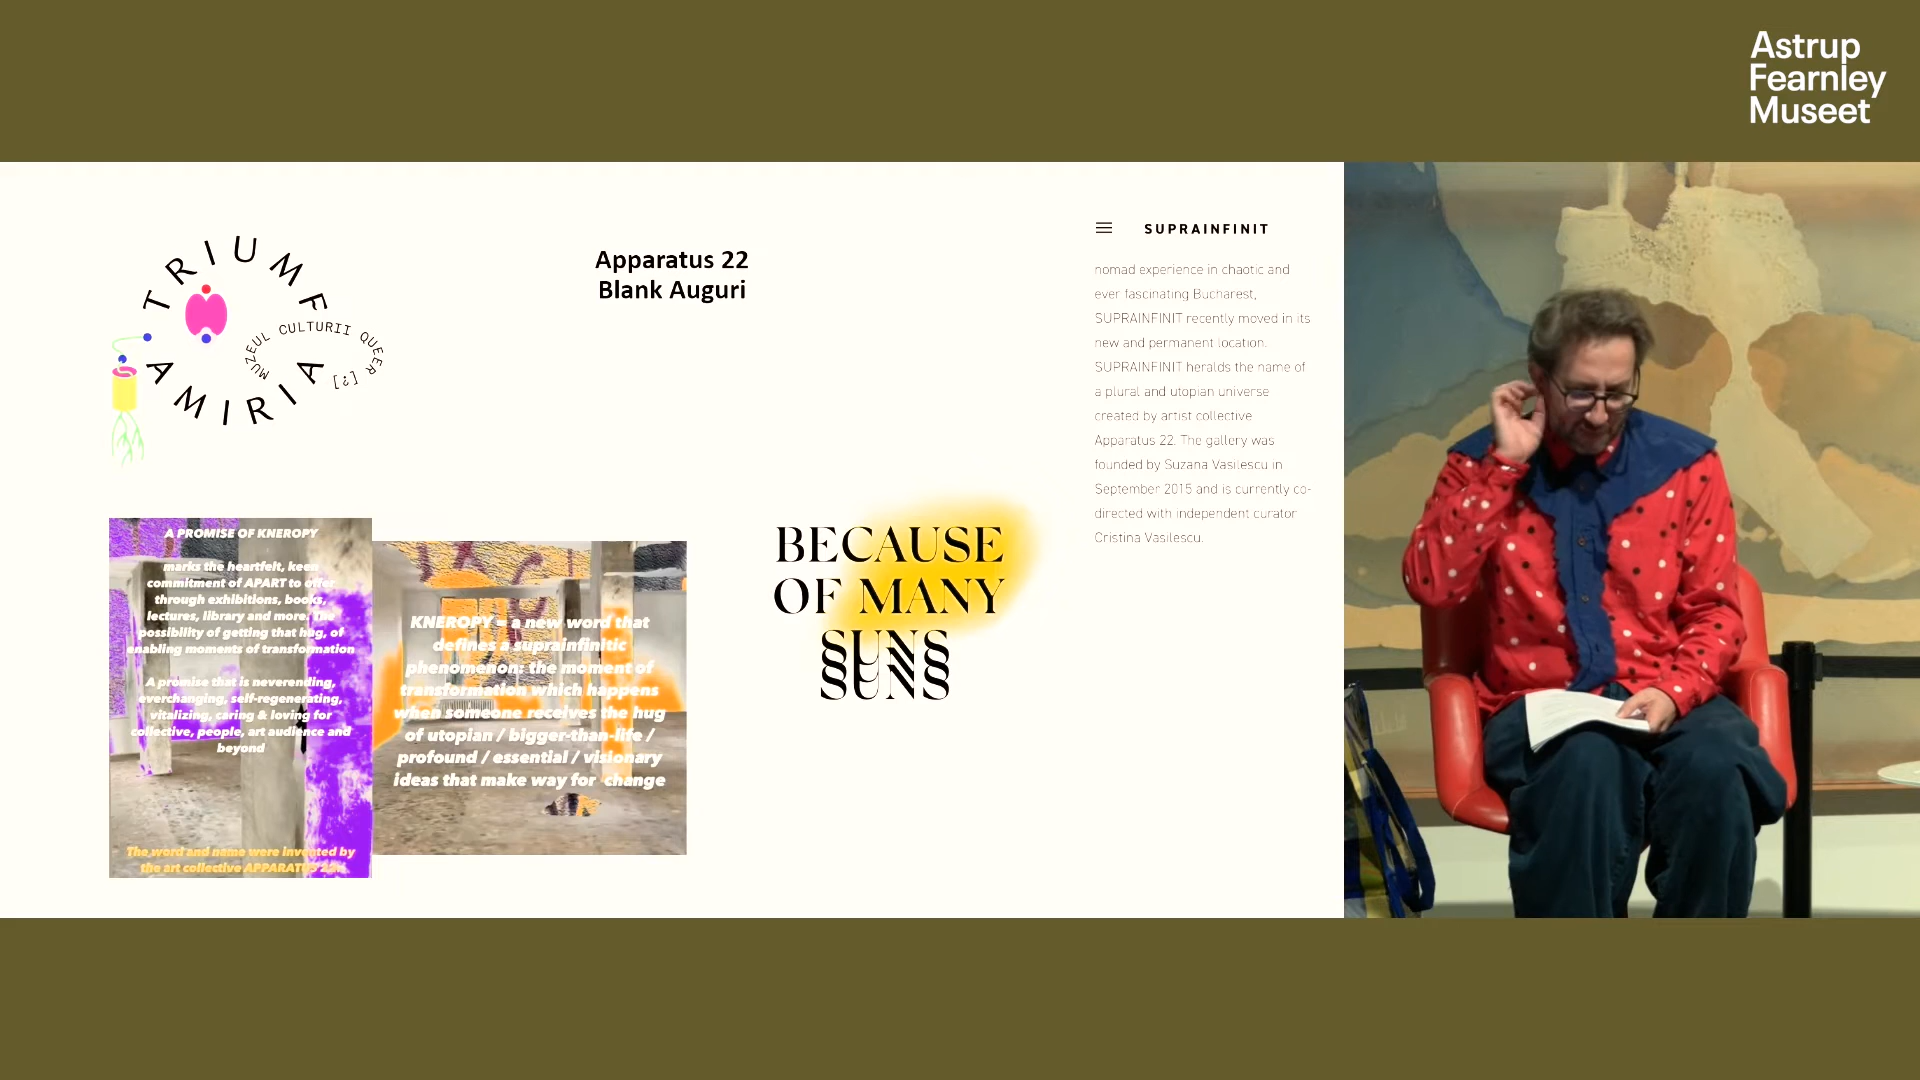 Astrup
Fearnley
Museet
TRIUMF
AMIRIA
MUZEUL CULTURII QUEER [?]
Apparatus 22
Blank Auguri
SUPRAINFINIT
nomad experience in chaotic and
ever fascinating Bucharest,
SUPRAINFINIT recently moved in its
new and permanent location.
SUPRAINFINIT heralds the name of
a plural and utopian universe
created by artist collective
Apparatus 22. The gallery was
founded by Suzana Vasilescu in
September 2015 and is currently co-
directed with independent curator
Cristina Vasilescu.
A PROMISE OF KNEROPY
marks the heartfelt, keen
commitment of APART to offer
through exhibitions, books,
lectures, library and more. The
possibility of getting that hug, of
enabling moments of transformation
A promise that is neverending,
everchanging, self-regenerating,
vitalizing, caring & loving for
collective, people, art audience and
beyond
The word and name were invented by
the art collective APPARATUS 22
KNEROPY = a new word that
defines a suprainfinitic
phenomenon: the moment of
transformation which happens
when someone receives the hug
of utopian / bigger-than-life /
profound / essential / visionary
ideas that make way for change
BECAUSE
OF MANY
SUNS
SUNS
SUNS